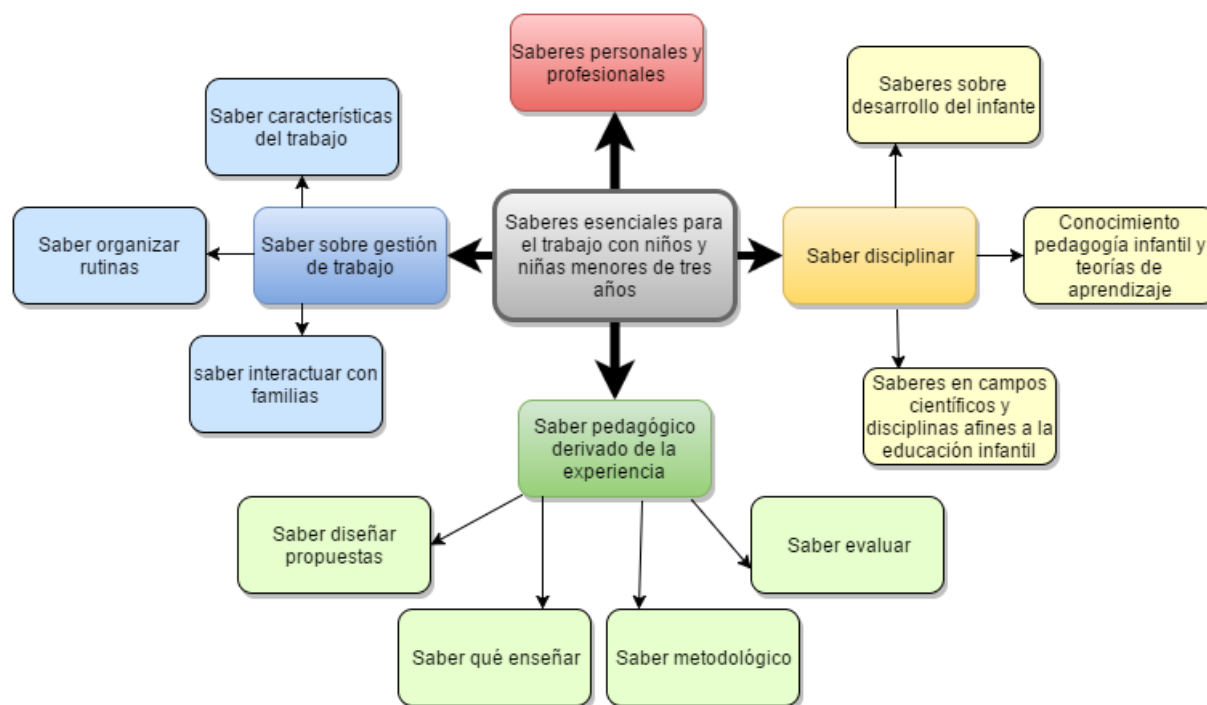 Saberes personales y
profesionales
Saberes sobre
desarrollo del infante
Saber características
del trabajo
Saberes esenciales para
el trabajo con niños y
niñas menores de tres
años
Saber organizar
rutinas
Saber sobre gestión
de trabajo
Saber disciplinar
Conocimiento
pedagogía infantil y
teorías de
aprendizaje
saber interactuar con
familias
Saberes en campos
científicos y
disciplinas afines a la
educación infantil
Saber pedagógico
derivado de la
experiencia
Saber diseñar
propuestas
Saber evaluar
Saber qué enseñar
Saber metodológico